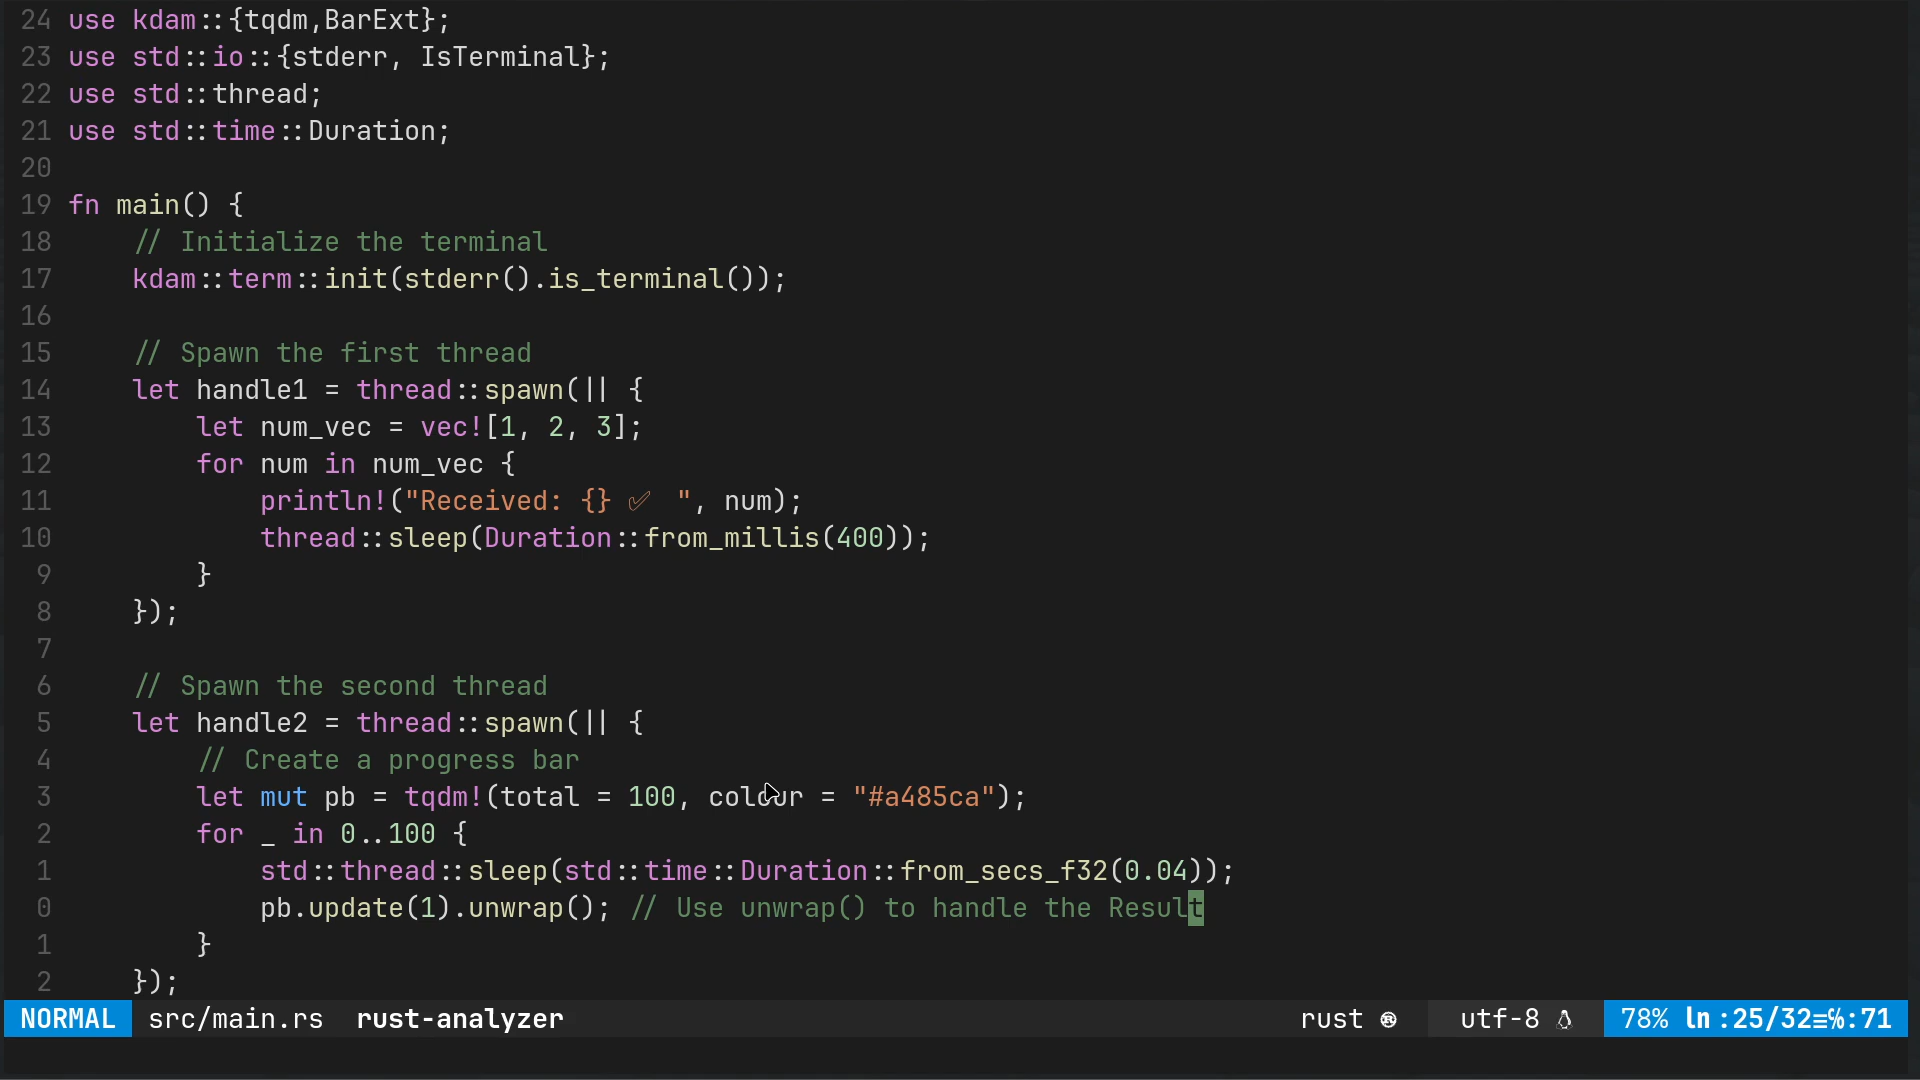 24 use kdam::{tqdm,BarExt};
23 use std::io::{stderr, IsTerminal};
22 use std::thread;
21 use std::time::Duration;
20
19 fn main() {
18     // Initialize the terminal
17     kdam::term::init(stderr().is_terminal());
16
15     // Spawn the first thread
14     let handle1 = thread::spawn(|| {
13         let num_vec = vec![1, 2, 3];
12         for num in num_vec {
11             println!("Received: {} ✅ ", num);
10             thread::sleep(Duration::from_millis(400));
9         }
8     });
7
6     // Spawn the second thread
5     let handle2 = thread::spawn(|| {
4         // Create a progress bar
3         let mut pb = tqdm!(total = 100, colour = "#a485ca");
2         for _ in 0..100 {
1             std::thread::sleep(std::time::Duration::from_secs_f32(0.04));
0             pb.update(1).unwrap(); // Use unwrap() to handle the Result
1         }
2     });
NORMAL src/main.rs rust-analyzer rust utf-8 78% ln:25/32≡℅:71